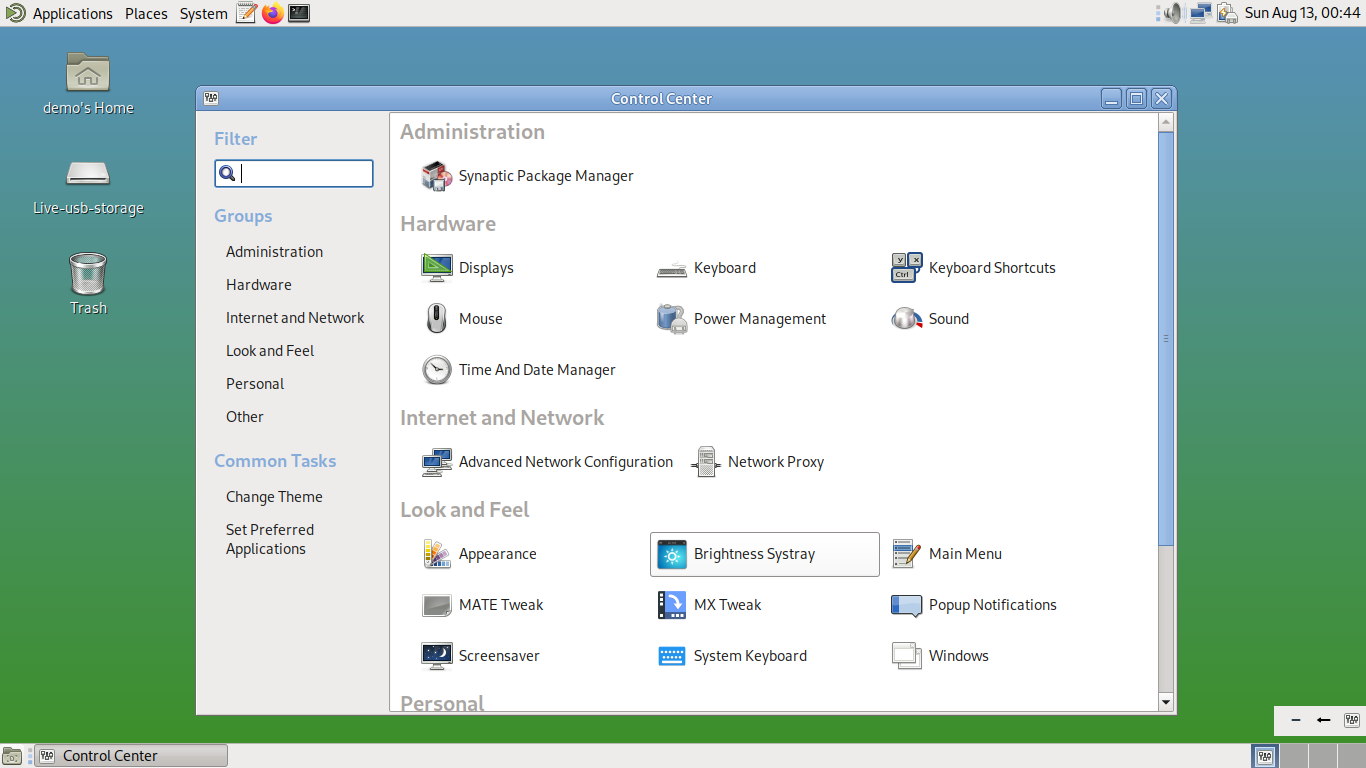 Applications Places System
Sun Aug 13, 00:44
demo's Home
Live-usb-storage
Trash
Control Center
Filter
Groups
Administration
Hardware
Internet and Network
Look and Feel
Personal
Other
Common Tasks
Change Theme
Set Preferred
Applications
Administration
Synaptic Package Manager
Hardware
Displays
Keyboard
Y X
Ctrl
Keyboard Shortcuts
Mouse
Power Management
Sound
Time And Date Manager
Internet and Network
Advanced Network Configuration
Network Proxy
Look and Feel
Appearance
Brightness Systray
Main Menu
MATE Tweak
MX Tweak
Popup Notifications
Screensaver
System Keyboard
Windows
Personal
Control Center